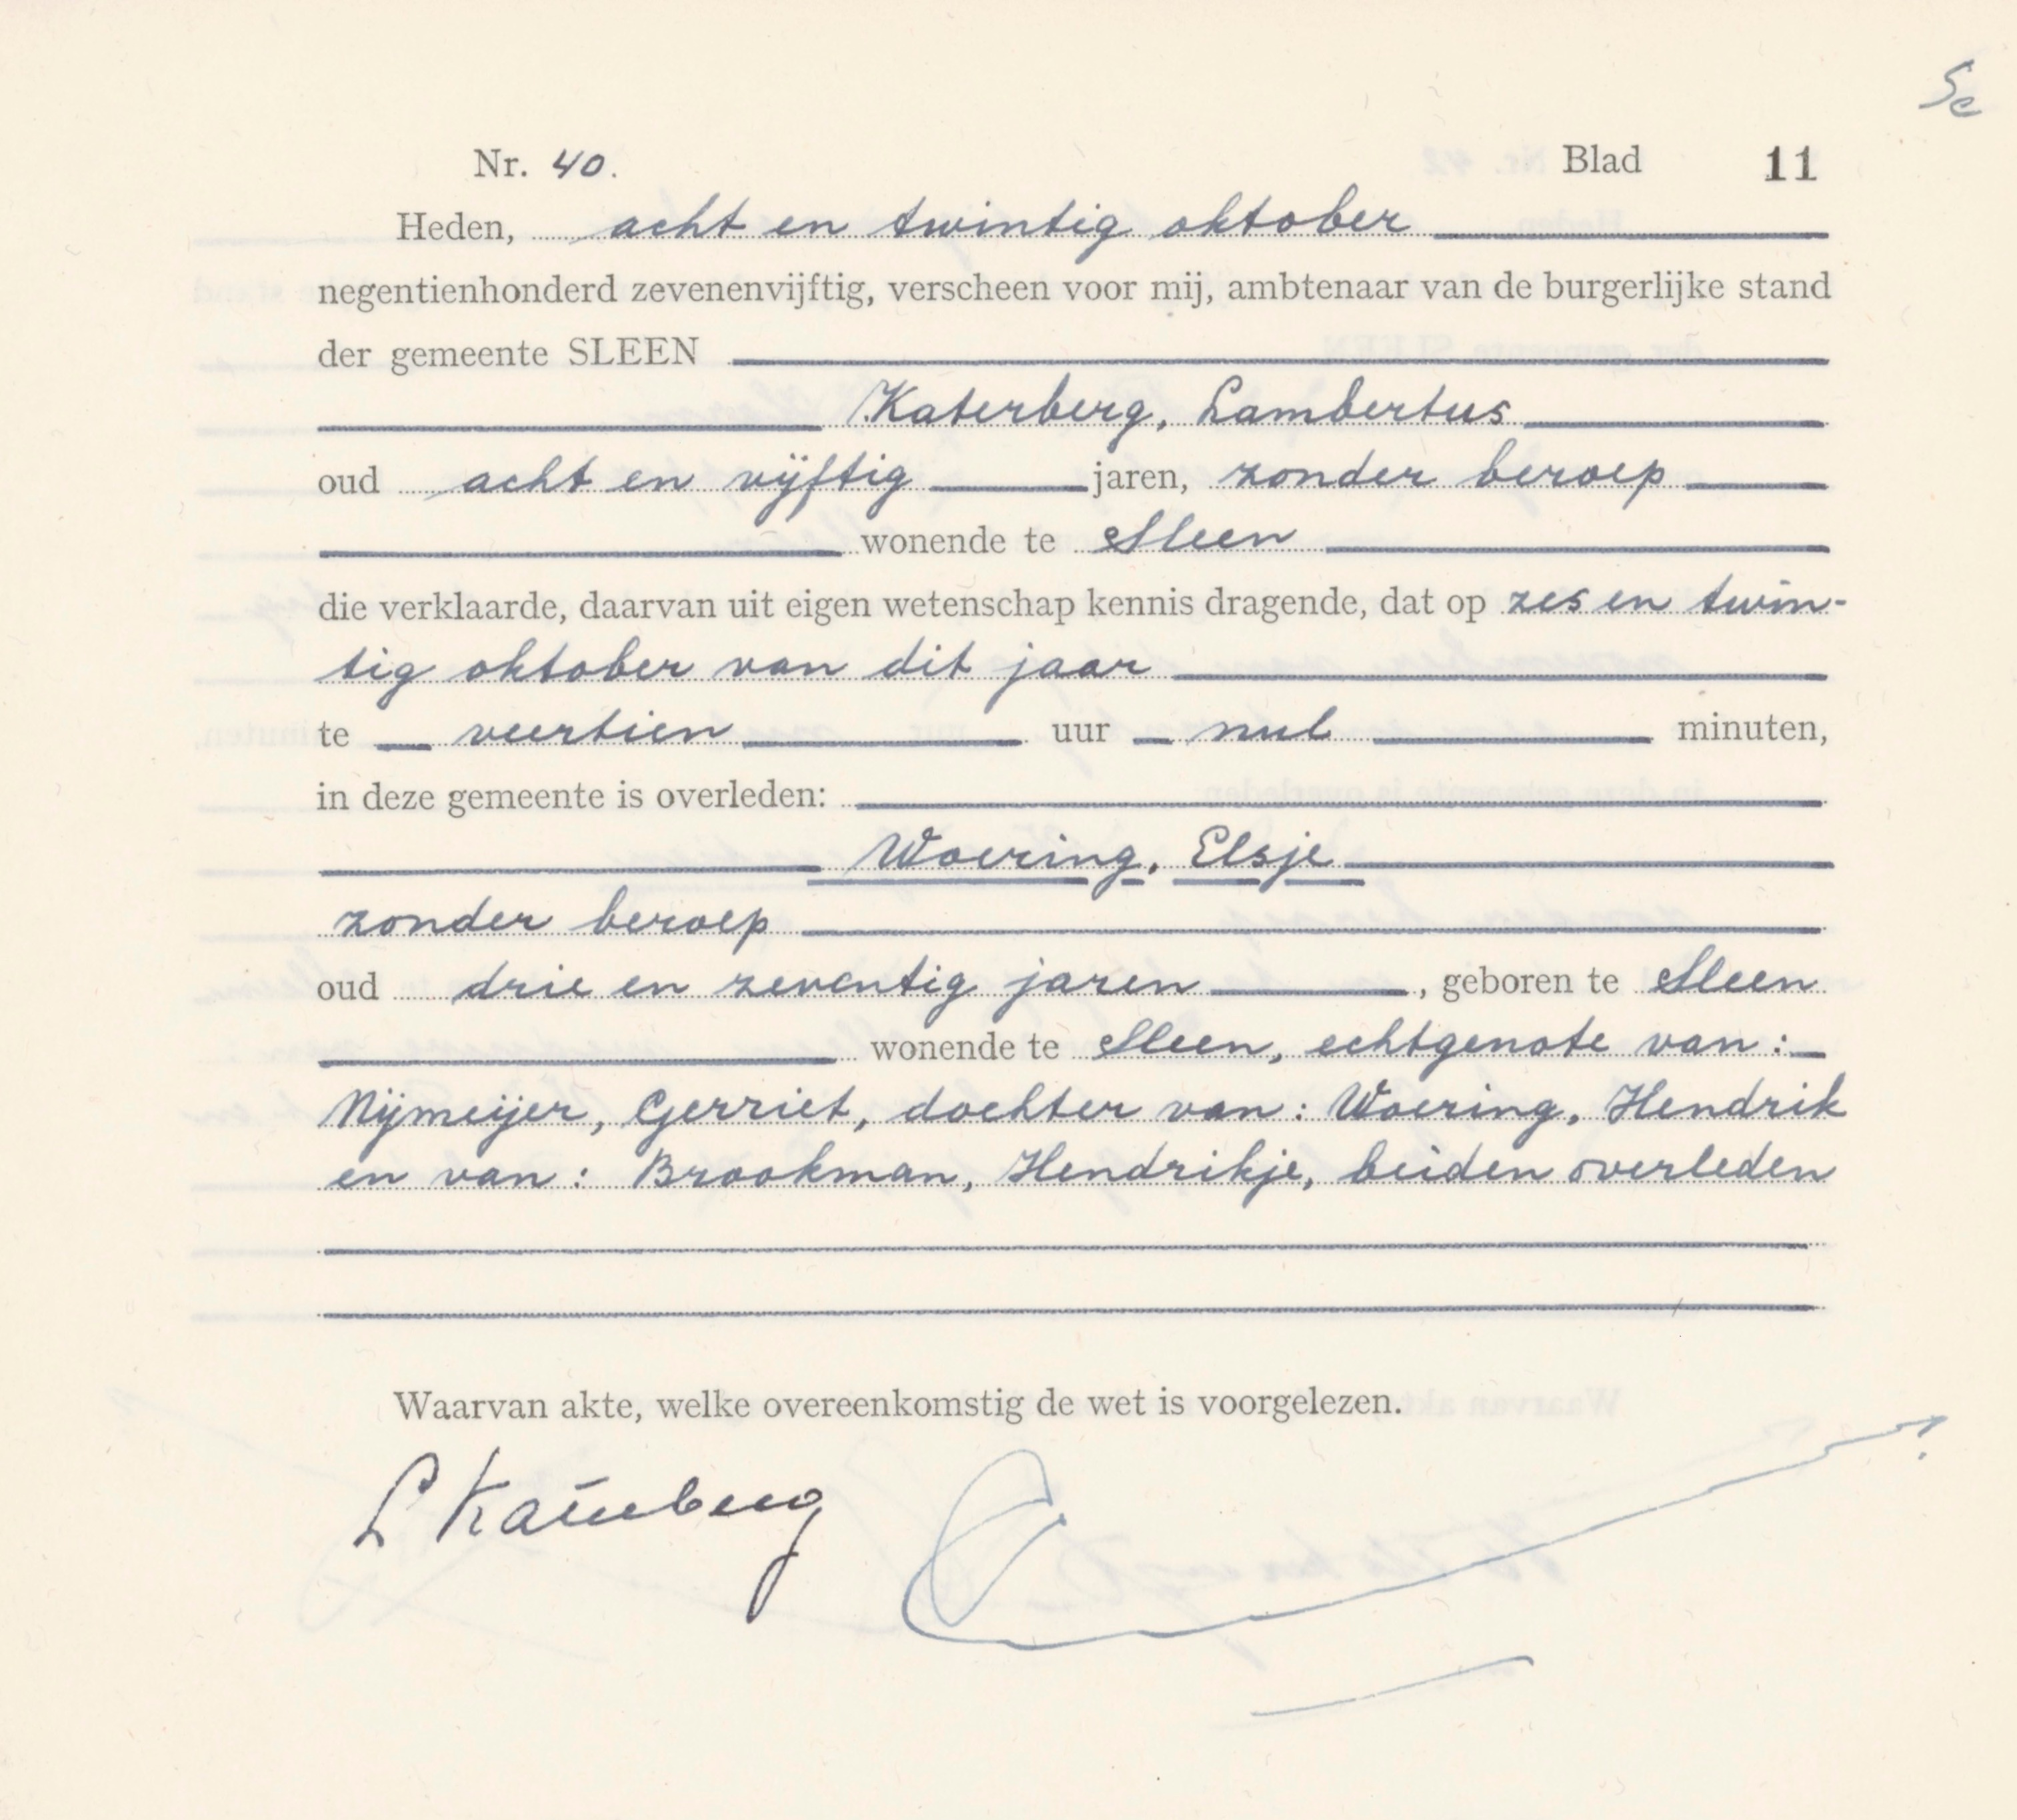 Sc
Nr. 40. Blad 11
Heden, acht en twintig oktober
negentienhonderd zevenenvijftig, verscheen voor mij, ambtenaar van de burgerlijke stand
der gemeente SLEEN
Katerberg, Lambertus
oud acht en vijftig jaren, zonder beroep
wonende te Sleen
die verklaarde, daarvan uit eigen wetenschap kennis dragende, dat op zes en twin-
tig oktober van dit jaar
te veertien uur nul minuten,
in deze gemeente is overleden:
Woering, Elsje
zonder beroep
oud drie en zeventig jaren, geboren te Sleen
wonende te Sleen, echtgenote van:
Nijmeijer, Gerriet, dochter van: Woering, Hendrik
en van: Brookman, Hendrikje, beiden overleden
Waarvan akte, welke overeenkomstig de wet is voorgelezen.
L Katerberg